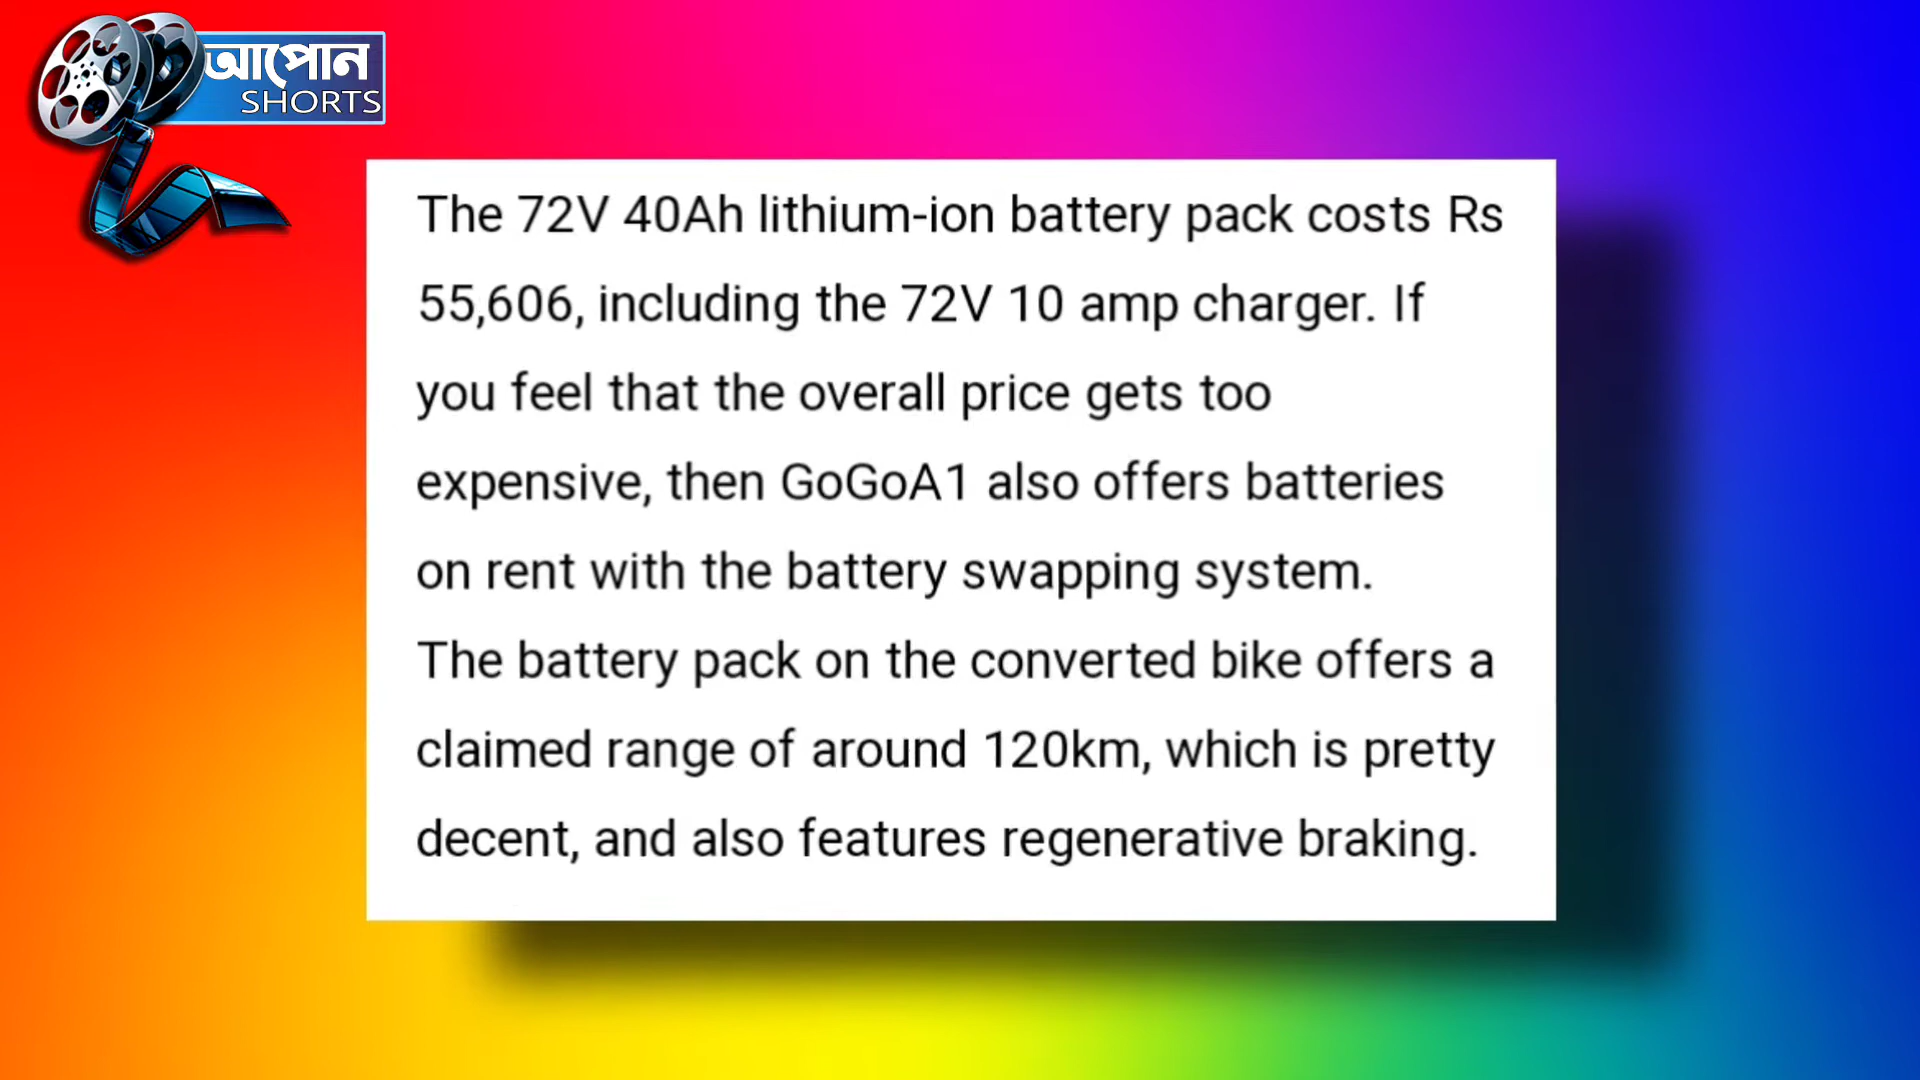 আপোন
SHORTS
The 72V 40Ah lithium-ion battery pack costs Rs
55,606, including the 72V 10 amp charger. If
you feel that the overall price gets too
expensive, then GoGoA1 also offers batteries
on rent with the battery swapping system.
The battery pack on the converted bike offers a
claimed range of around 120km, which is pretty
decent, and also features regenerative braking.